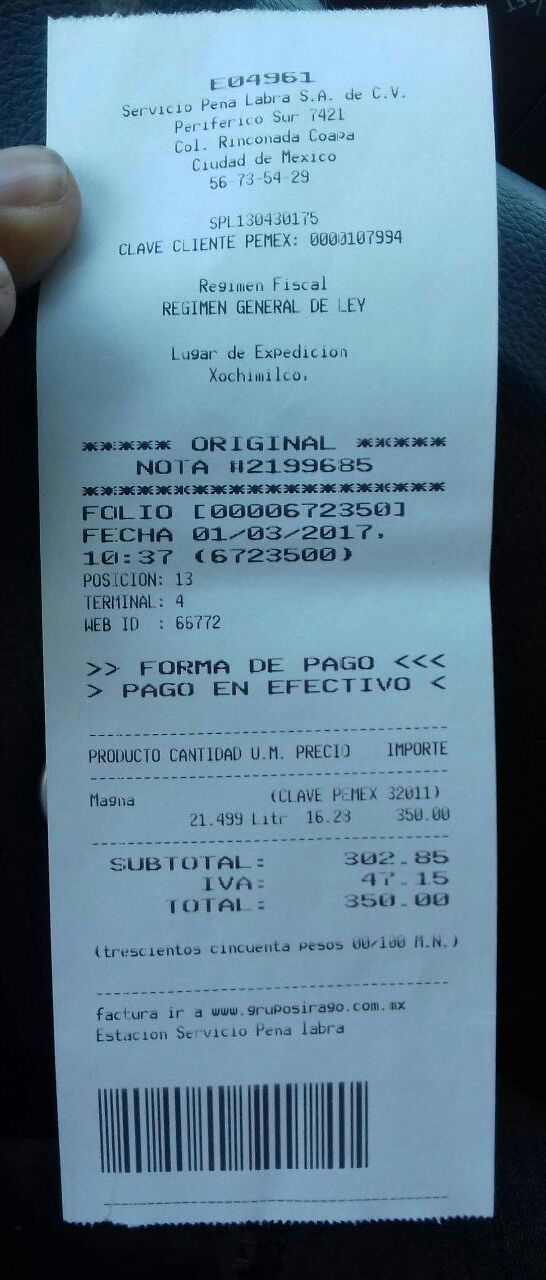 E04961
Servicio Pena Labra S.A. de C.V.
Periferico Sur 7421
Col. Rinconada Coapa
Ciudad de Mexico
56-73-54-29
SPL130430175
CLAVE CLIENTE PEMEX: 0000107994
Regimen Fiscal
REGIMEN GENERAL DE LEY
Lugar de Expedicion
Xochimilco,
****** ORIGINAL ******
NOTA #2199685
************************
FOLIO [0000672350]
FECHA 01/03/2017,
10:37 (6723500)
POSICION: 13
TERMINAL: 4
WEB ID : 66772
>> FORMA DE PAGO <<<
> PAGO EN EFECTIVO <
PRODUCTO CANTIDAD U.M. PRECIO IMPORTE
Magna (CLAVE PEMEX 32011)
21.499 Litr 16.28 350.00
SUBTOTAL: 302.85
IVA: 47.15
TOTAL: 350.00
(trescientos cincuenta pesos 00/100 M.N.)
factura ir a www.gruposirago.com.mx
Estacion Servicio Pena labra